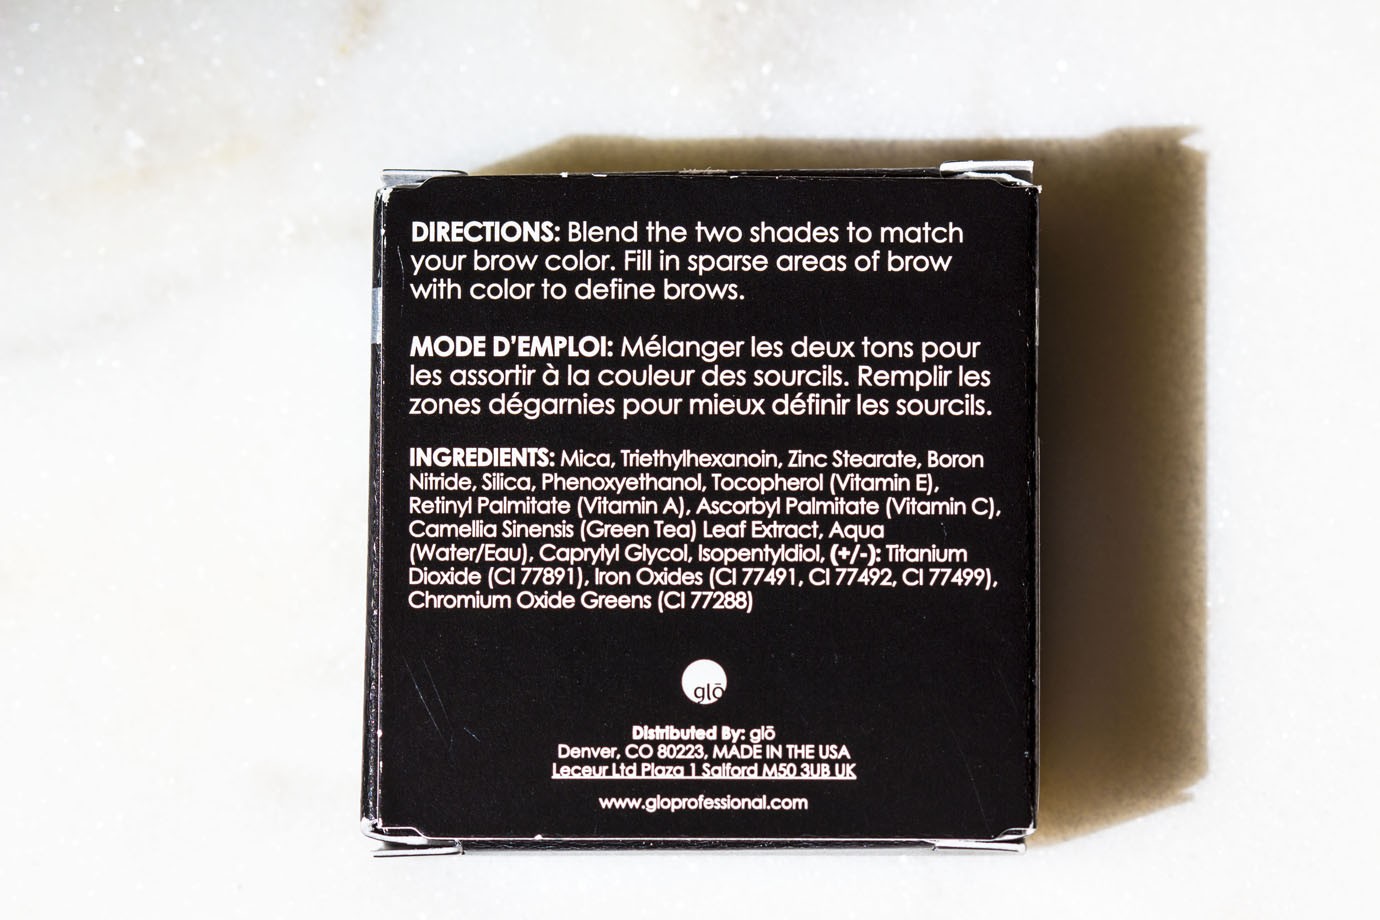 DIRECTIONS: Blend the two shades to match
your brow color. Fill in sparse areas of brow
with color to define brows.
MODE D'EMPLOI: Mélanger les deux tons pour
les assortir à la couleur des sourcils. Remplir les
zones dégarnies pour mieux définir les sourcils.
INGREDIENTS: Mica, Triethylhexanoin, Zinc Stearate, Boron
Nitride, Silica, Phenoxyethanol, Tocopherol (Vitamin E),
Retinyl Palmitate (Vitamin A), Ascorbyl Palmitate (Vitamin C),
Camellia Sinensis (Green Tea) Leaf Extract, Aqua
(Water/Eau), Caprylyl Glycol, Isopentyldiol, (+/-): Titanium
Dioxide (CI 77891), Iron Oxides (CI 77491, CI 77492, CI 77499),
Chromium Oxide Greens (CI 77288)
glō
Distributed By: glō
Denver, CO 80223, MADE IN THE USA
Leceur Ltd Plaza 1 Salford M50 3UB UK
www.gloprofessional.com